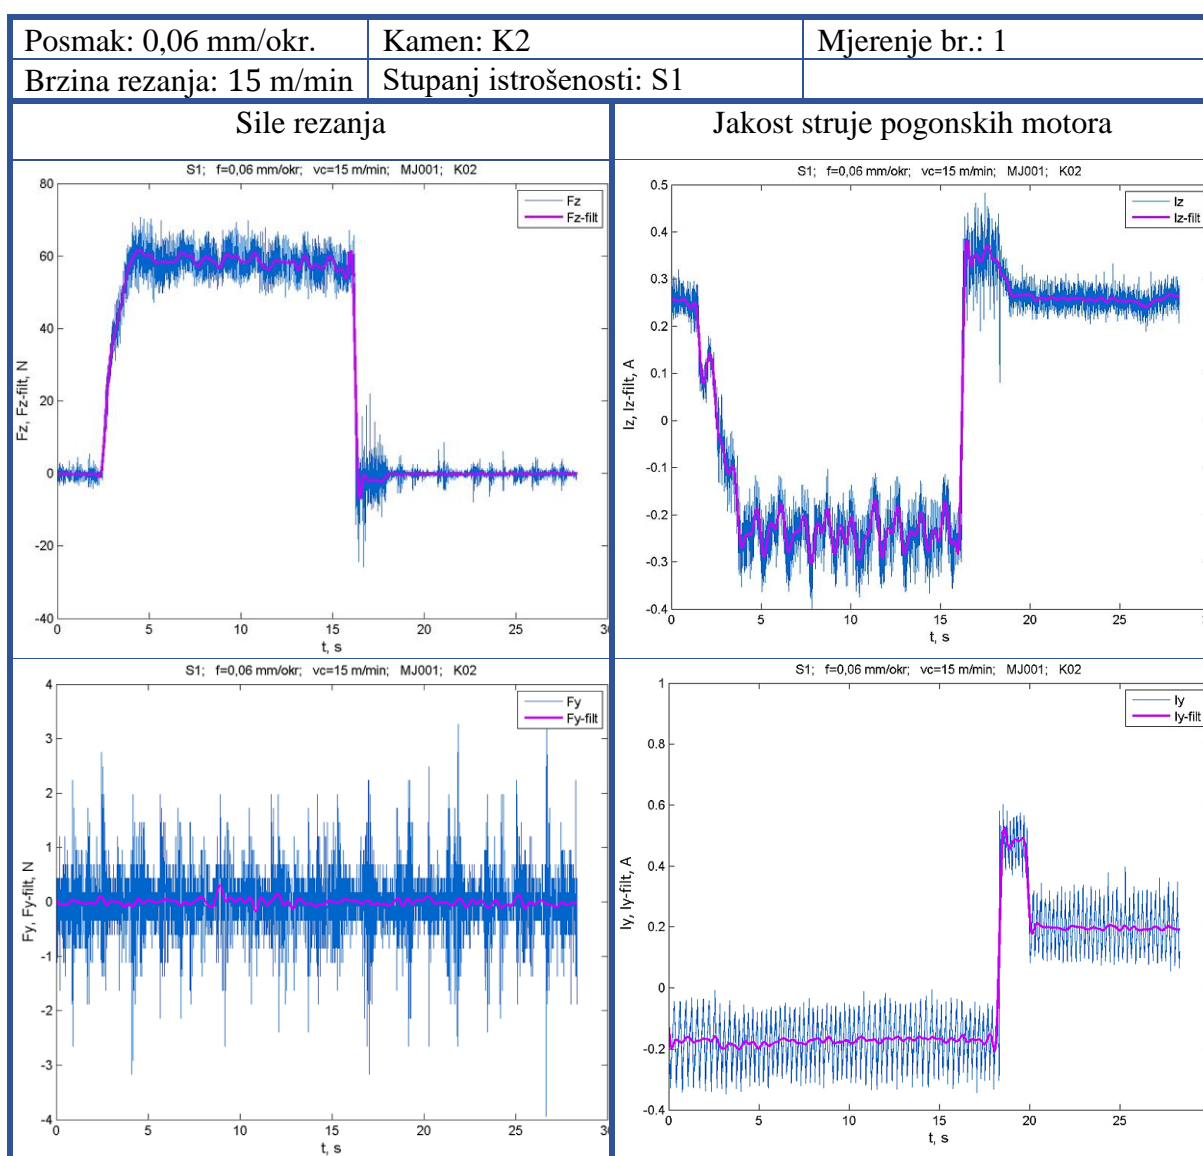 Posmak: 0,06 mm/okr. Kamen: K2 Mjerenje br.: 1
Brzina rezanja: 15 m/min Stupanj istrošenosti: S1
Sile rezanja Jakost struje pogonskih motora
S1; f=0,06 mm/okr; vc=15 m/min; MJ001; K02
Fz
Fz-filt
80
60
40
20
0
-20
-40
Fz, Fz-filt, N
0 5 10 15 20 25 30
t, s
S1; f=0,06 mm/okr; vc=15 m/min; MJ001; K02
Iz
Iz-filt
0.5
0.4
0.3
0.2
0.1
0
-0.1
-0.2
-0.3
-0.4
Iz, Iz-filt, A
0 5 10 15 20 25
t, s
S1; f=0,06 mm/okr; vc=15 m/min; MJ001; K02
Fy
Fy-filt
4
3
2
1
0
-1
-2
-3
-4
Fy, Fy-filt, N
0 5 10 15 20 25 30
t, s
S1; f=0,06 mm/okr; vc=15 m/min; MJ001; K02
Iy
Iy-filt
1
0.8
0.6
0.4
0.2
0
-0.2
-0.4
Iy, Iy-filt, A
0 5 10 15 20 25
t, s